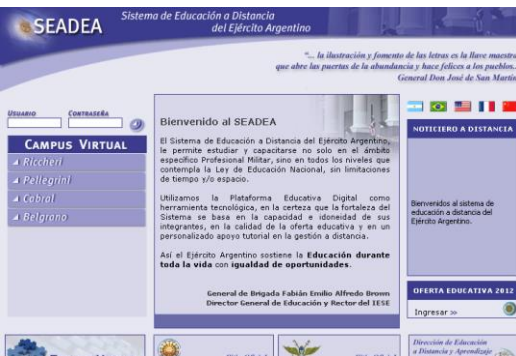 SEADEA
Sistema de Educación a Distancia
del Ejército Argentino
"... la ilustración y fomento de las letras es la llave maestra
que abre las puertas de la abundancia y hace felices a los pueblos..
General Don José de San Martín
USUARIO
CONTRASEÑA
CAMPUS VIRTUAL
Riccheri
Pellegrini
Cabral
Belgrano
Bienvenido al SEADEA
El Sistema de Educación a Distancia del Ejército Argentino,
le permite estudiar y capacitarse no solo en el ámbito
específico Profesional Militar, sino en todos los niveles que
contempla la Ley de Educación Nacional, sin limitaciones
de tiempo y/o espacio.
Utilizamos la Plataforma Educativa Digital como
herramienta tecnológica, en la certeza que la fortaleza del
Sistema se basa en la capacidad e idoneidad de sus
integrantes, en la calidad de la oferta educativa y en un
personalizado apoyo tutorial en la gestión a distancia.
Así el Ejército Argentino sostiene la Educación durante
toda la vida con igualdad de oportunidades.
General de Brigada Fabián Emilio Alfredo Brown
Director General de Educación y Rector del IESE
NOTICIERO A DISTANCIA
Bienvenidos al sistema de
educación a distancia del
Ejército Argentino.
OFERTA EDUCATIVA 2012
Ingresar »
Dirección de Educación
a Distancia y Aprendizaje